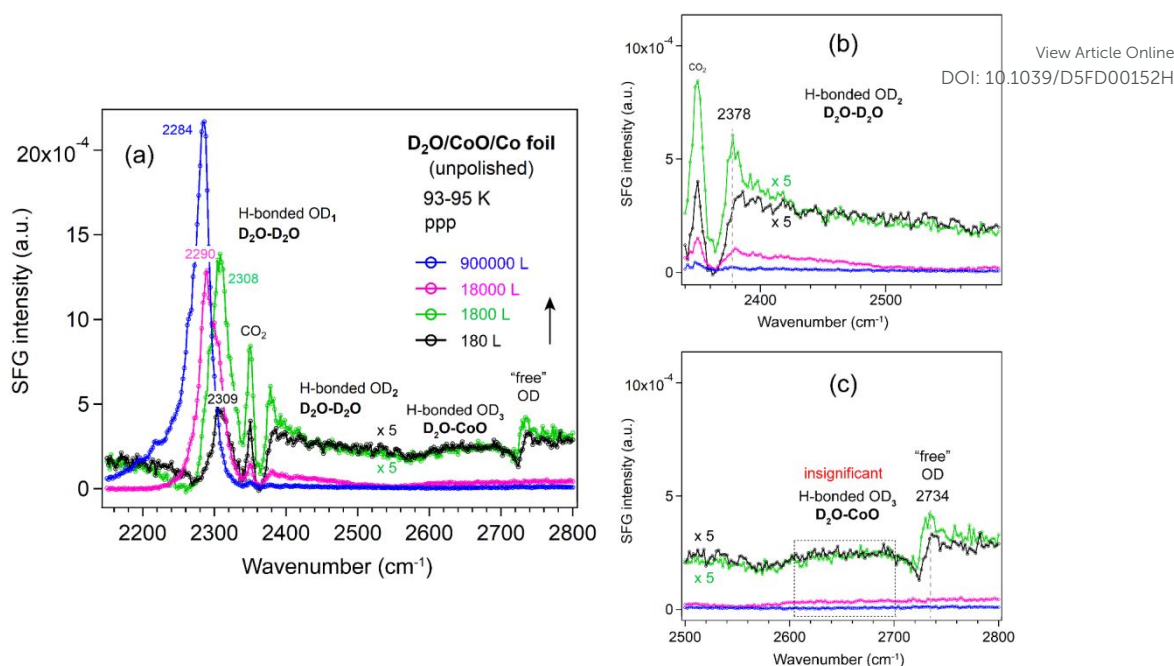 (a)
2284
2290
2308
2309
H-bonded OD₁
D₂O-D₂O
D₂O/CoO/Co foil
(unpolished)
93-95 K
ppp
900000 L
18000 L
1800 L
180 L
CO₂
H-bonded OD₂
D₂O-D₂O
H-bonded OD₃
D₂O-CoO
"free"
OD
x 5
x 5
20x10⁻⁴
15
10
5
0
SFG intensity (a.u.)
2200 2300 2400 2500 2600 2700 2800
Wavenumber (cm⁻¹)
(b)
CO₂
2378
H-bonded OD₂
D₂O-D₂O
x 5
x 5
10x10⁻⁴
5
0
SFG intensity (a.u.)
2400 2500
Wavenumber (cm⁻¹)
View Article Online
DOI: 10.1039/D5FD00152H
(c)
insignificant
H-bonded OD₃
D₂O-CoO
"free"
OD
2734
x 5
x 5
10x10⁻⁴
5
0
SFG intensity (a.u.)
2500 2600 2700 2800
Wavenumber (cm⁻¹)